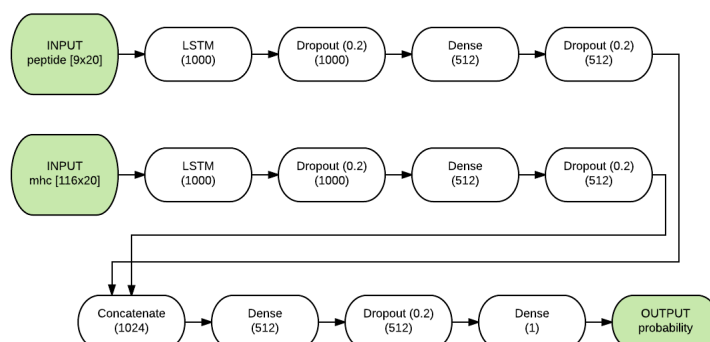 INPUT
peptide [9x20]
LSTM
(1000)
Dropout (0.2)
(1000)
Dense
(512)
Dropout (0.2)
(512)
INPUT
mhc [116x20]
LSTM
(1000)
Dropout (0.2)
(1000)
Dense
(512)
Dropout (0.2)
(512)
Concatenate
(1024)
Dense
(512)
Dropout (0.2)
(512)
Dense
(1)
OUTPUT
probability